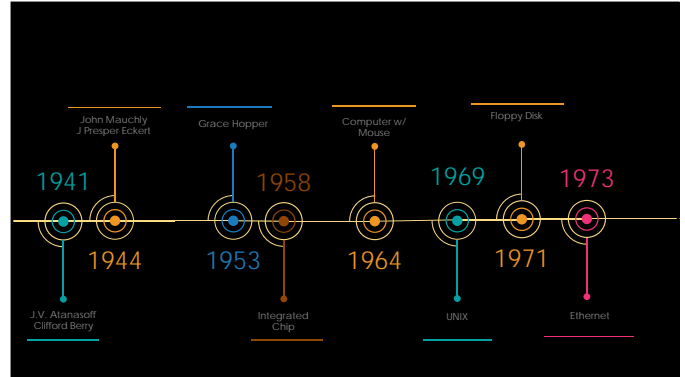 John Mauchly
J Presper Eckert
Grace Hopper
Computer w/
Mouse
Floppy Disk
1941
1958
1969
1973
1944
1953
1964
1971
J.V. Atanasoff
Clifford Berry
Integrated
Chip
UNIX
Ethernet